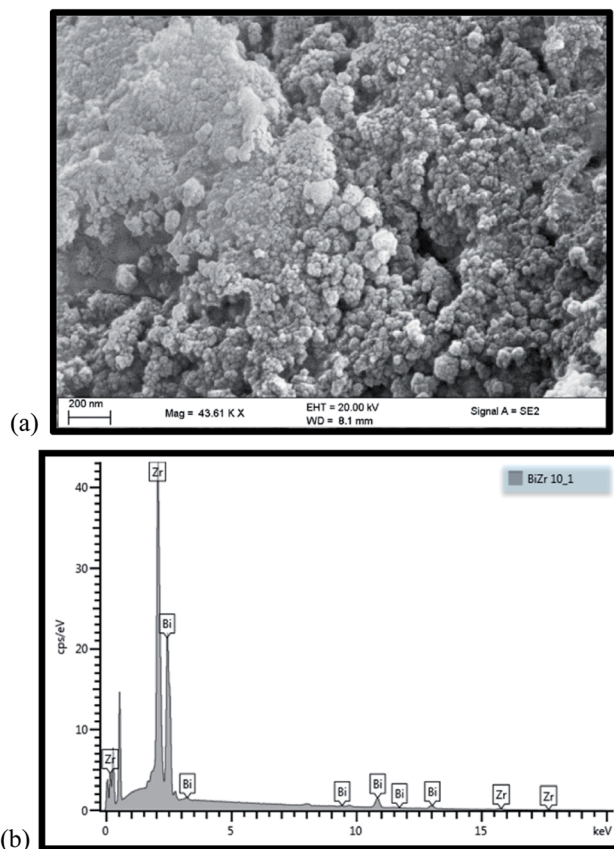 200 nm
Mag = 43.61 K X
EHT = 20.00 kV
WD = 8.1 mm
Signal A = SE2
(a)
BiZr 10_1
cps/eV
40
30
20
10
0
Zr
Bi
Zr
Bi
Bi
Bi
Bi
Bi
Zr
Zr
0 5 10 15 keV
(b)